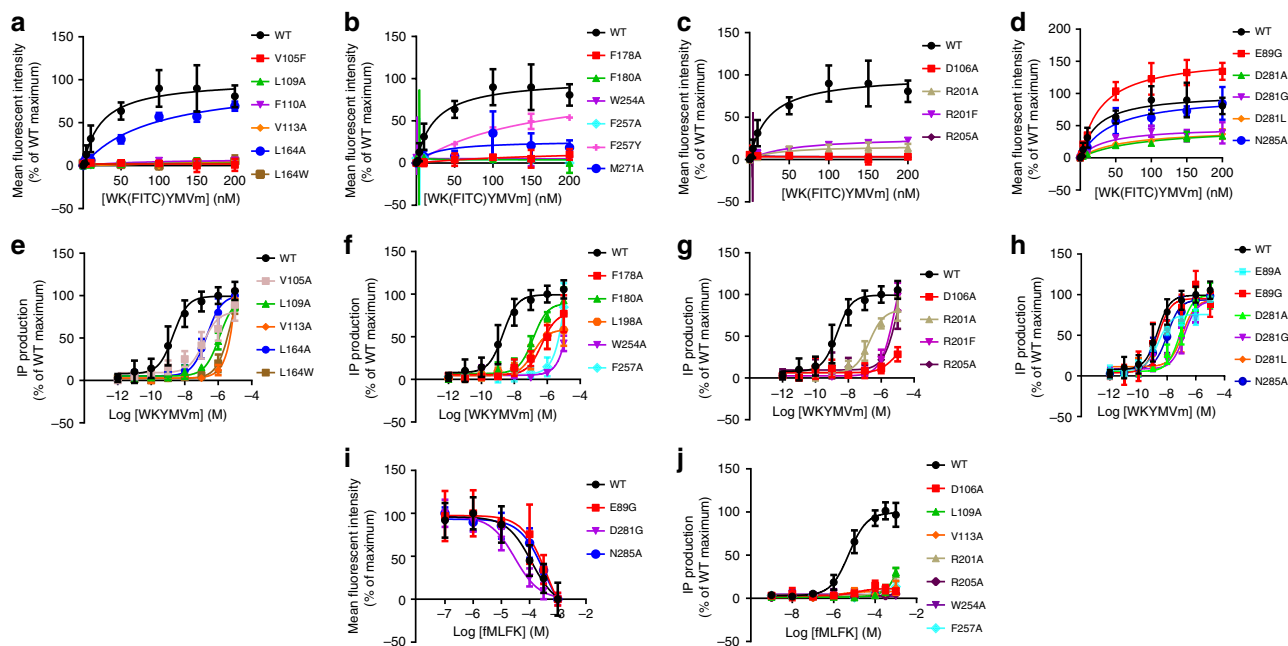 a
Mean fluorescent intensity
(% of WT maximum)
150
100
50
0
−50
50
100
150
200
[WK(FITC)YMVm] (nM)
WT
V105F
L109A
F110A
V113A
L164A
L164W
b
Mean fluorescent intensity
(% of WT maximum)
150
100
50
0
−50
50
100
150
200
[WK(FITC)YMVm] (nM)
WT
F178A
F180A
W254A
F257A
F257Y
M271A
c
Mean fluorescent intensity
(% of WT maximum)
150
100
50
0
−50
50
100
150
200
[WK(FITC)YMVm] (nM)
WT
D106A
R201A
R201F
R205A
d
Mean fluorescent intensity
(% of WT maximum)
200
150
100
50
0
−50
50
100
150
200
[WK(FITC)YMVm] (nM)
WT
E89G
D281A
D281G
D281L
N285A
e
IP production
(% of WT maximum)
150
100
50
0
−50
−12
−10
−8
−6
−4
Log [WKYMVm] (M)
WT
V105A
L109A
V113A
L164A
L164W
f
IP production
(% of WT maximum)
150
100
50
0
−50
−12
−10
−8
−6
−4
Log [WKYMVm] (M)
WT
F178A
F180A
L198A
W254A
F257A
g
IP production
(% of WT maximum)
150
100
50
0
−50
−12
−10
−8
−6
−4
Log [WKYMVm] (M)
WT
D106A
R201A
R201F
R205A
h
IP production
(% of WT maximum)
150
100
50
0
−50
−12
−10
−8
−6
−4
Log [WKYMVm] (M)
WT
E89A
E89G
D281A
D281G
D281L
N285A
i
Mean fluorescent intensity
(% of maximum)
150
100
50
0
−50
−7
−6
−5
−4
−3
−2
Log [fMLFK] (M)
WT
E89G
D281G
N285A
j
IP production
(% of WT maximum)
150
100
50
0
−50
−8
−6
−4
−2
Log [fMLFK] (M)
WT
D106A
L109A
V113A
R201A
R205A
W254A
F257A